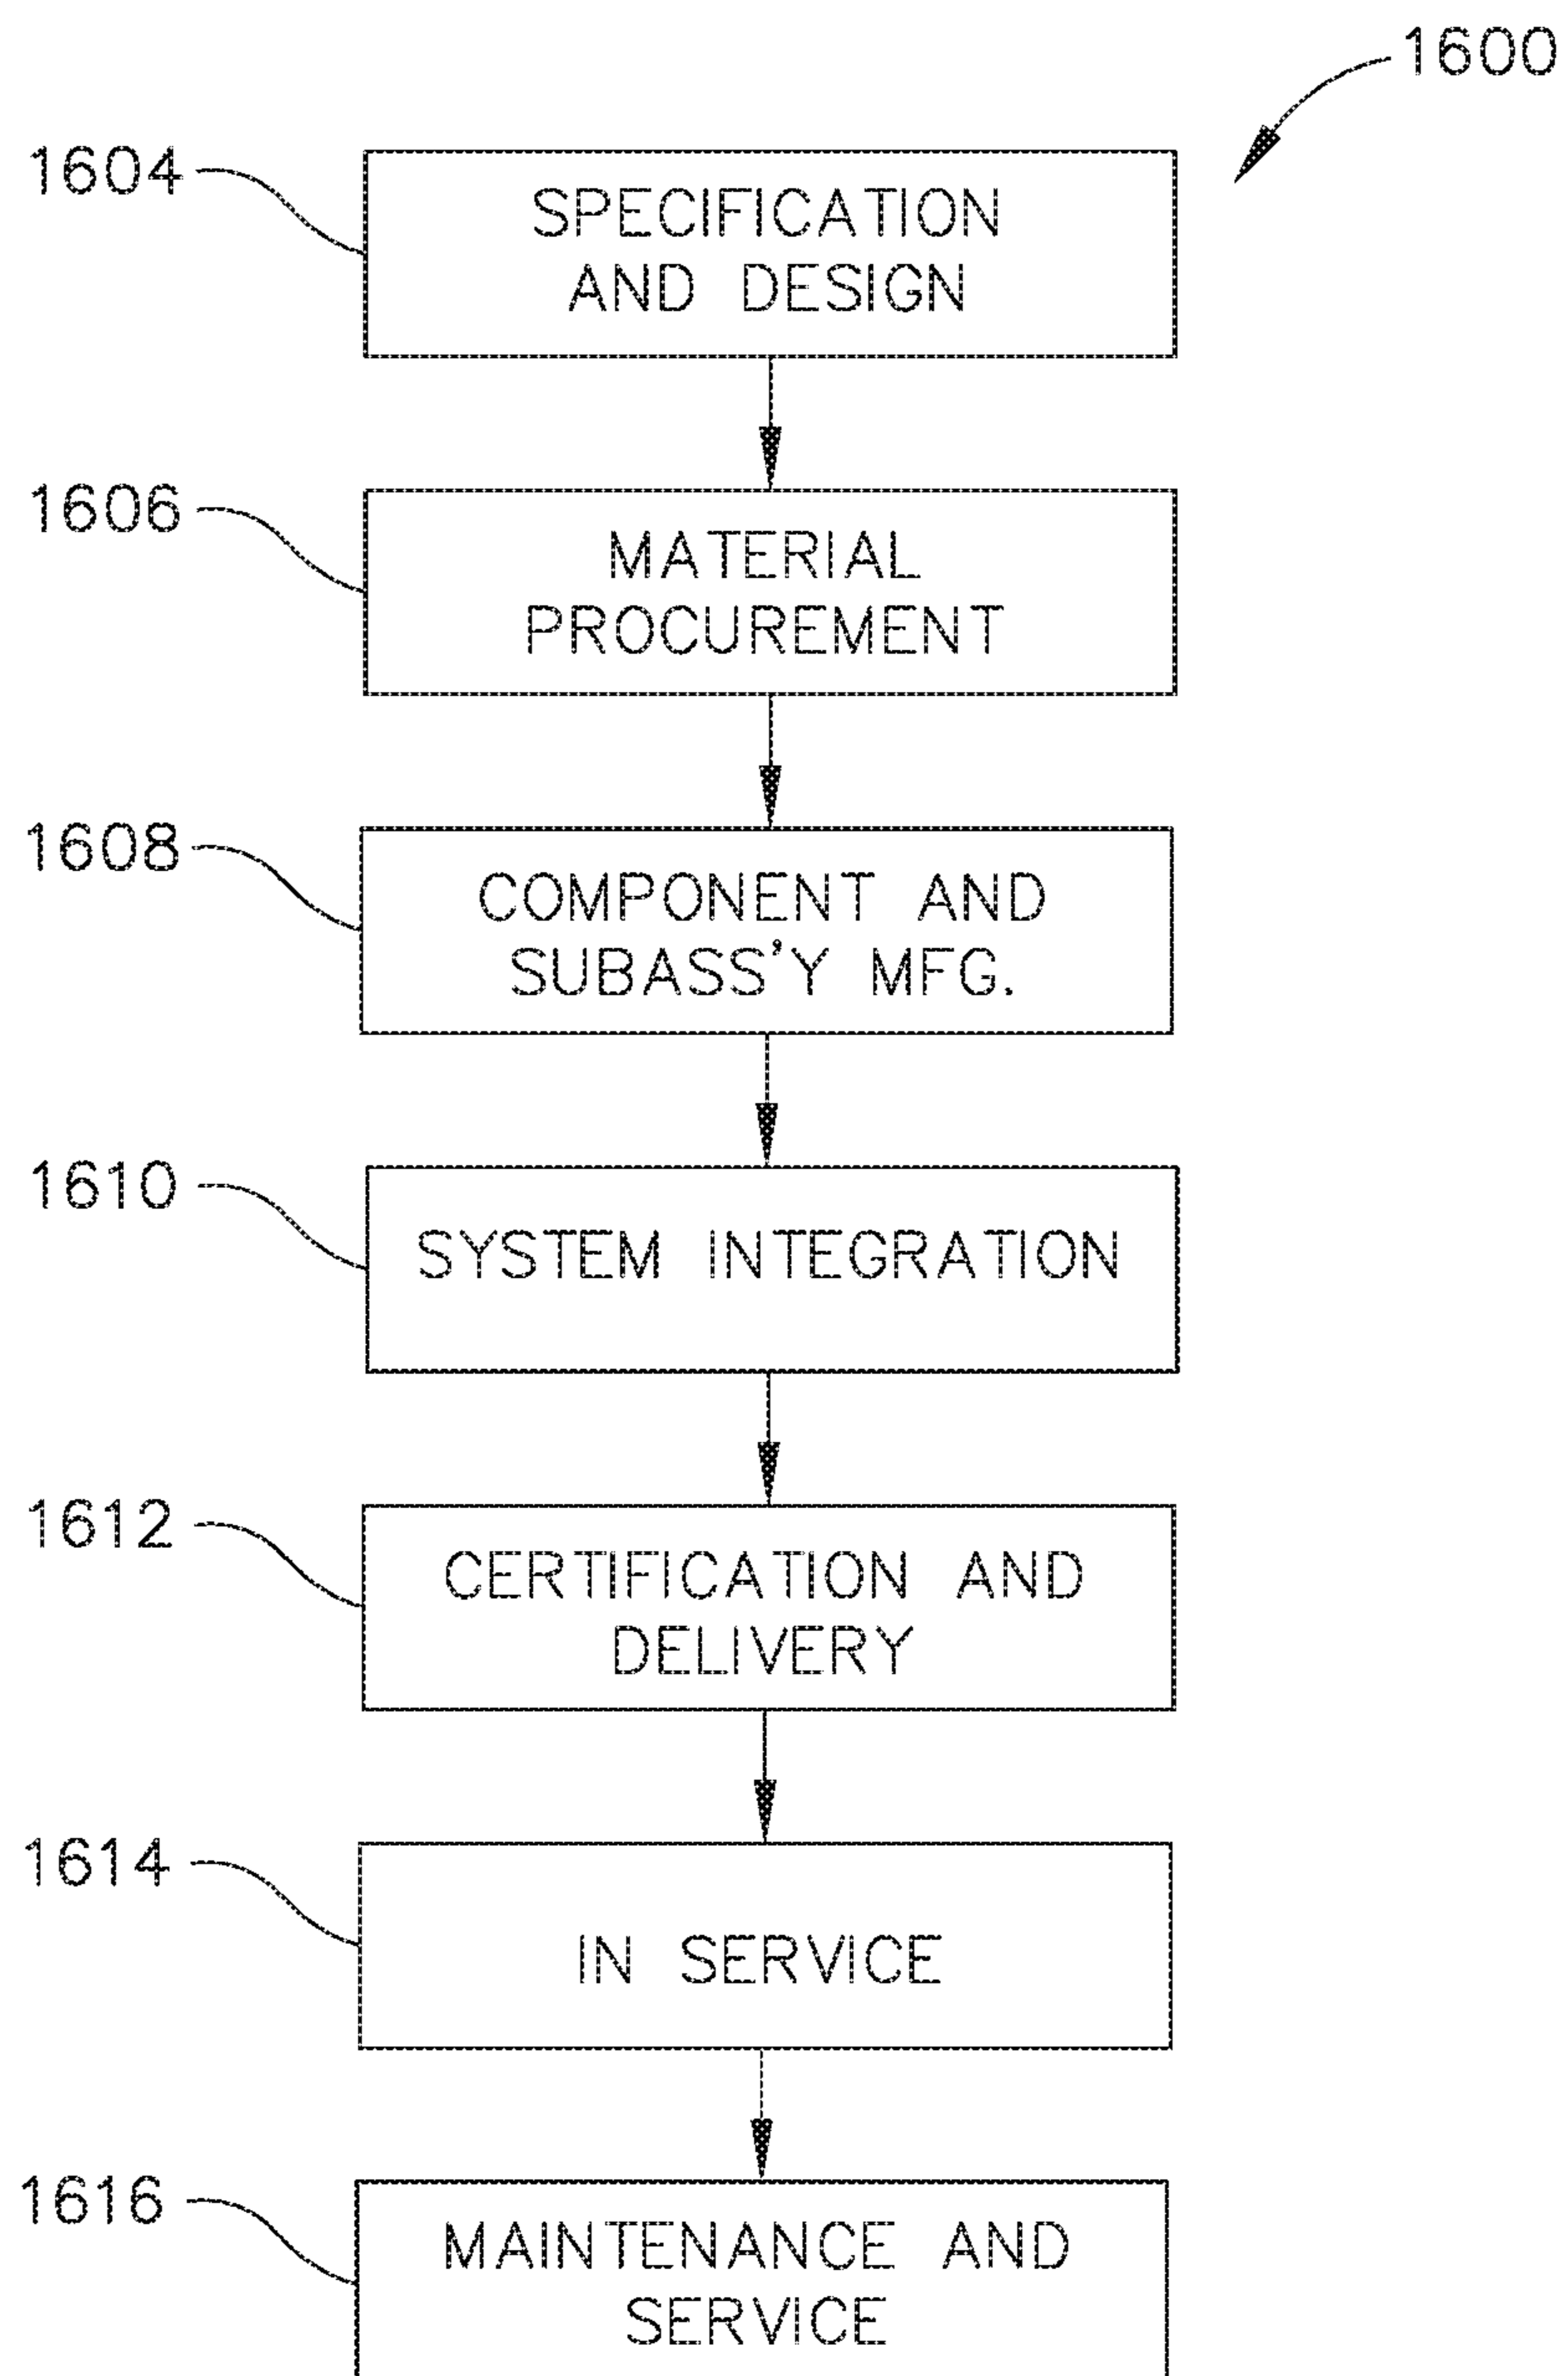 1600
1604
SPECIFICATION
AND DESIGN
1606
MATERIAL
PROCUREMENT
1608
COMPONENT AND
SUBASS'Y MFG.
1610
SYSTEM INTEGRATION
1612
CERTIFICATION AND
DELIVERY
1614
IN SERVICE
1616
MAINTENANCE AND
SERVICE